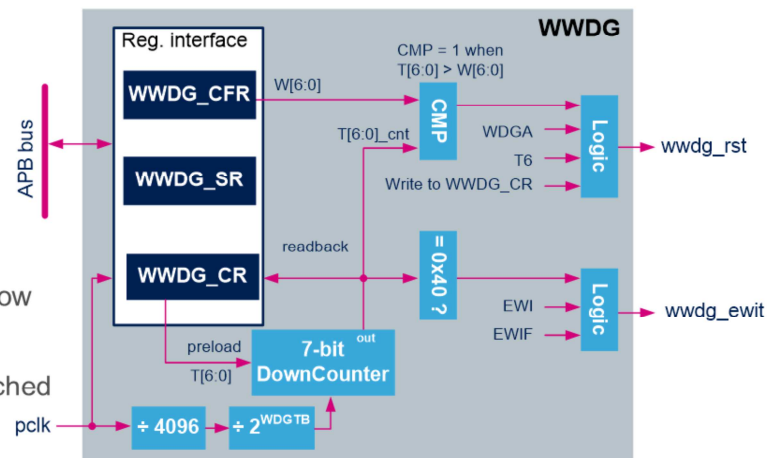 WWDG
Reg. interface
CMP = 1 when
T[6:0] > W[6:0]
WWDG_CFR
W[6:0]
CMP
T[6:0]_cnt
WDGA
T6
Write to WWDG_CR
Logic
wwdg_rst
APB bus
WWDG_SR
readback
WWDG_CR
= 0x40 ?
EWI
EWIF
Logic
wwdg_ewit
ow
preload
T[6:0]
7-bit out
DownCounter
ched
pclk
÷ 4096
÷ 2WDGTB